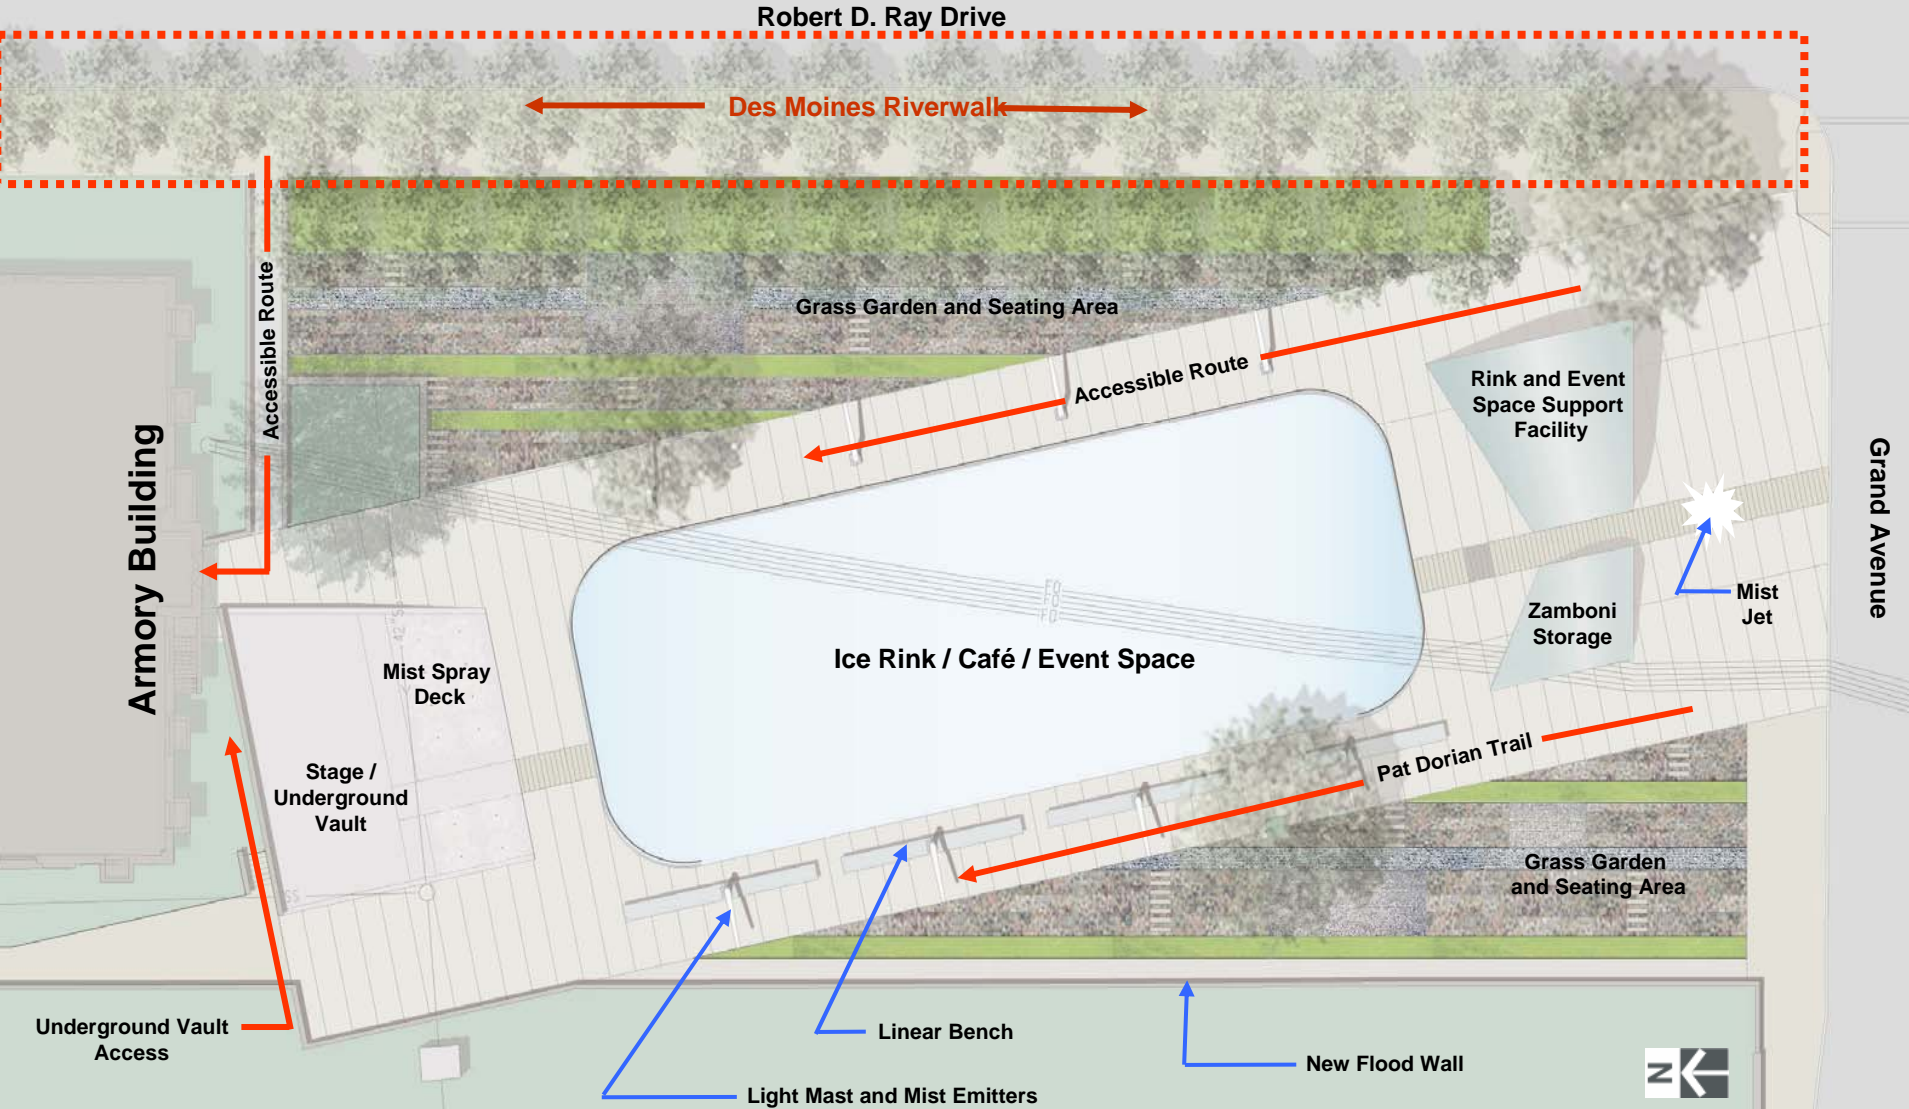 Robert D. Ray Drive
Des Moines Riverwalk
Accessible Route
Grass Garden and Seating Area
Accessible Route
Rink and Event
Space Support
Facility
Armory Building
Grand Avenue
Mist
Jet
Zamboni
Storage
Mist Spray
Deck
Ice Rink / Café / Event Space
Stage /
Underground
Vault
Pat Dorian Trail
Grass Garden
and Seating Area
Underground Vault
Access
Linear Bench
New Flood Wall
Light Mast and Mist Emitters
N